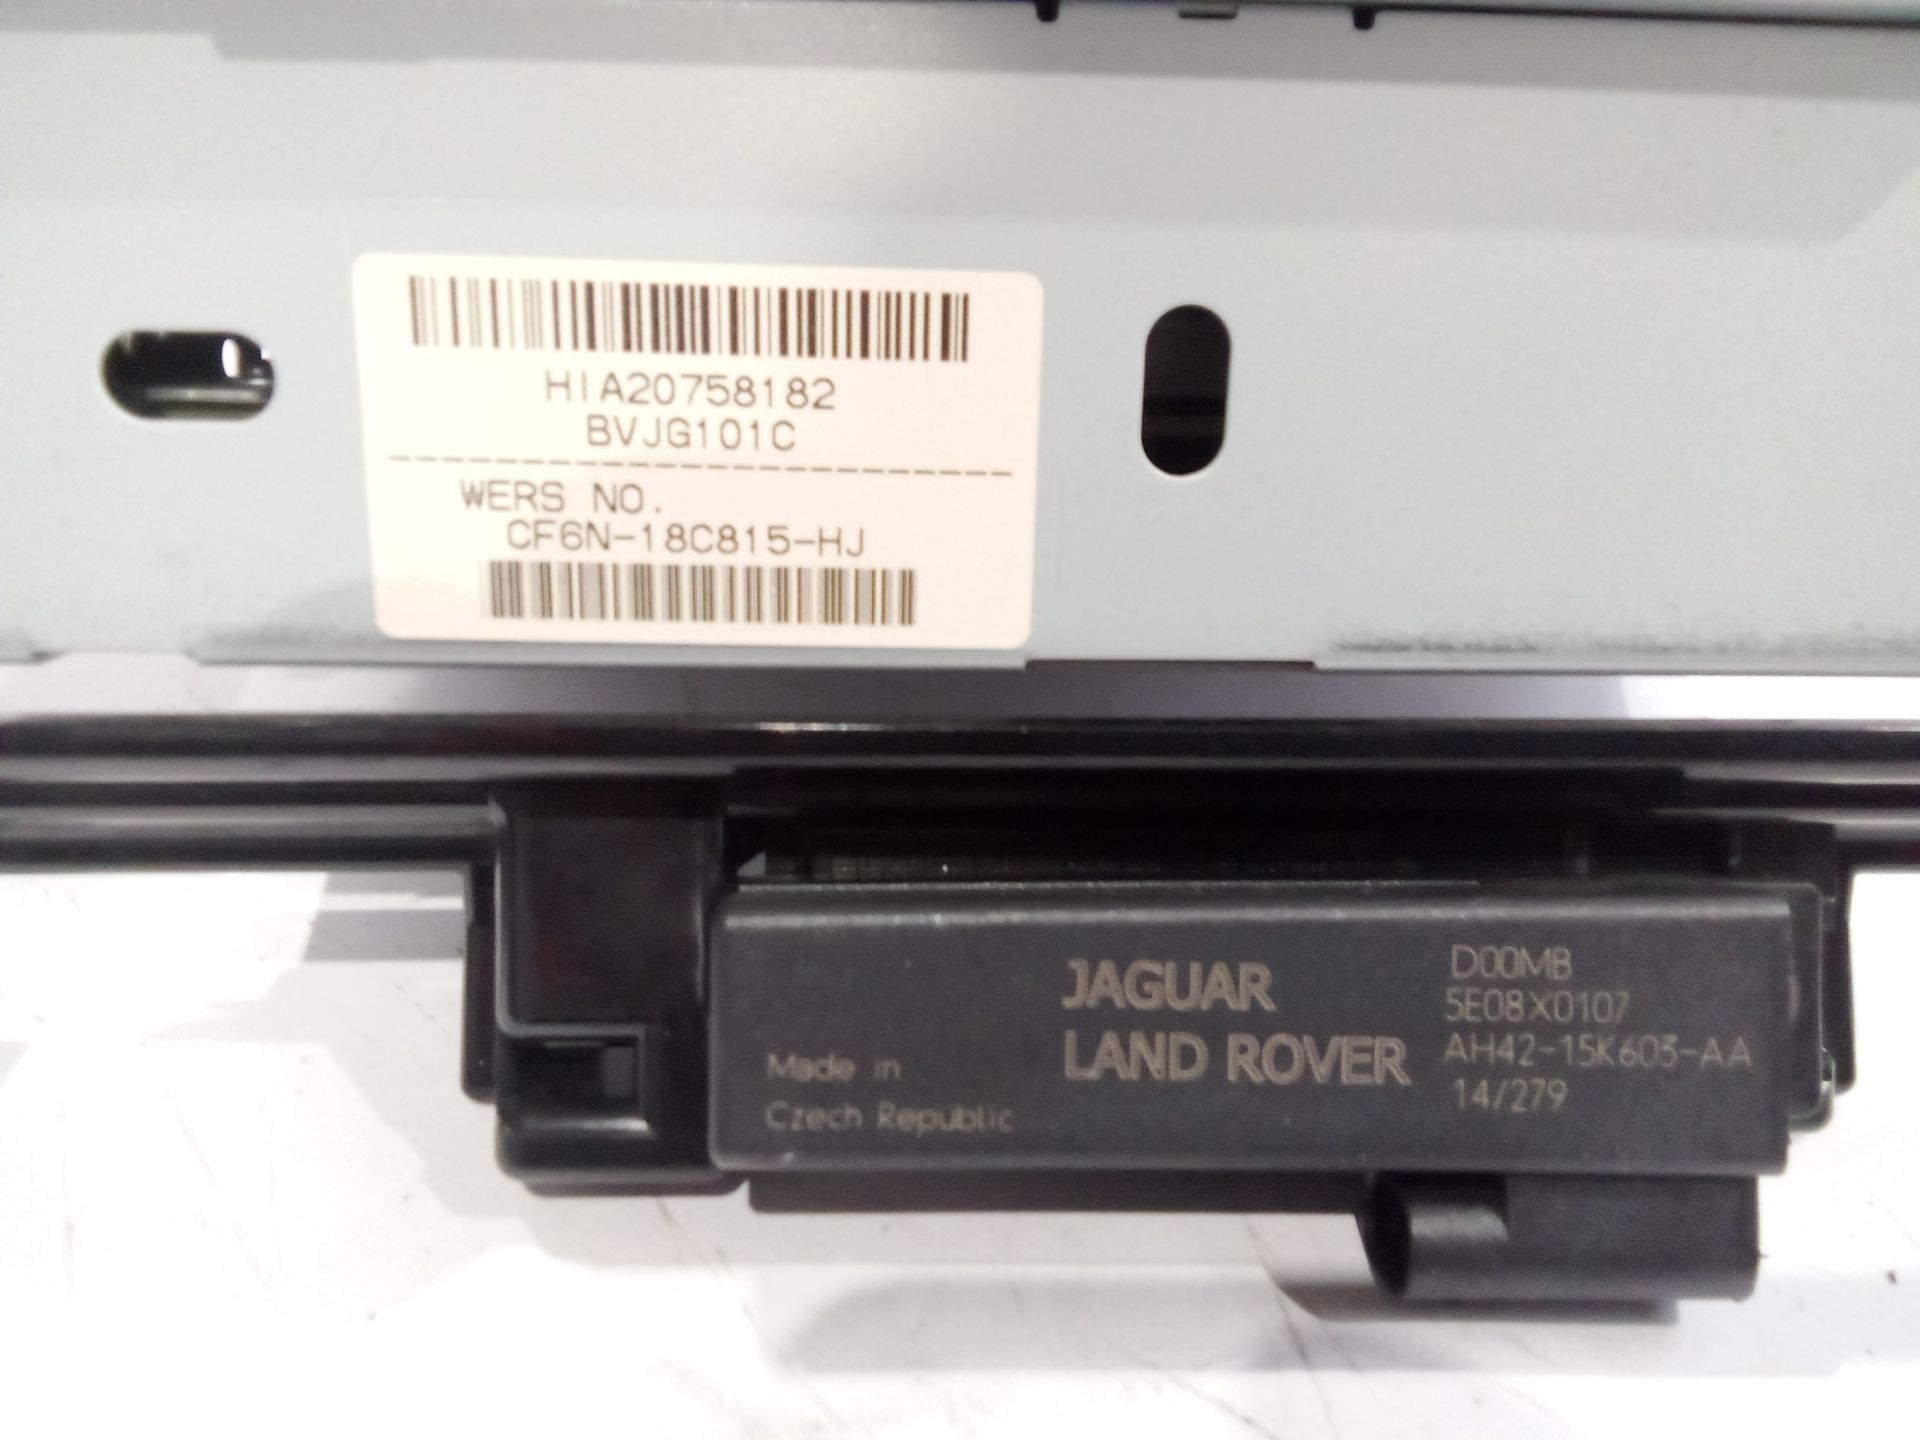 HIA20758182
BVJG101C
WERS NO.
CF6N-18C815-HJ
JAGUAR
LAND ROVER
Made in
Czech Republic
D00MB
5E08X0107
AH42-15K603-AA
14/279